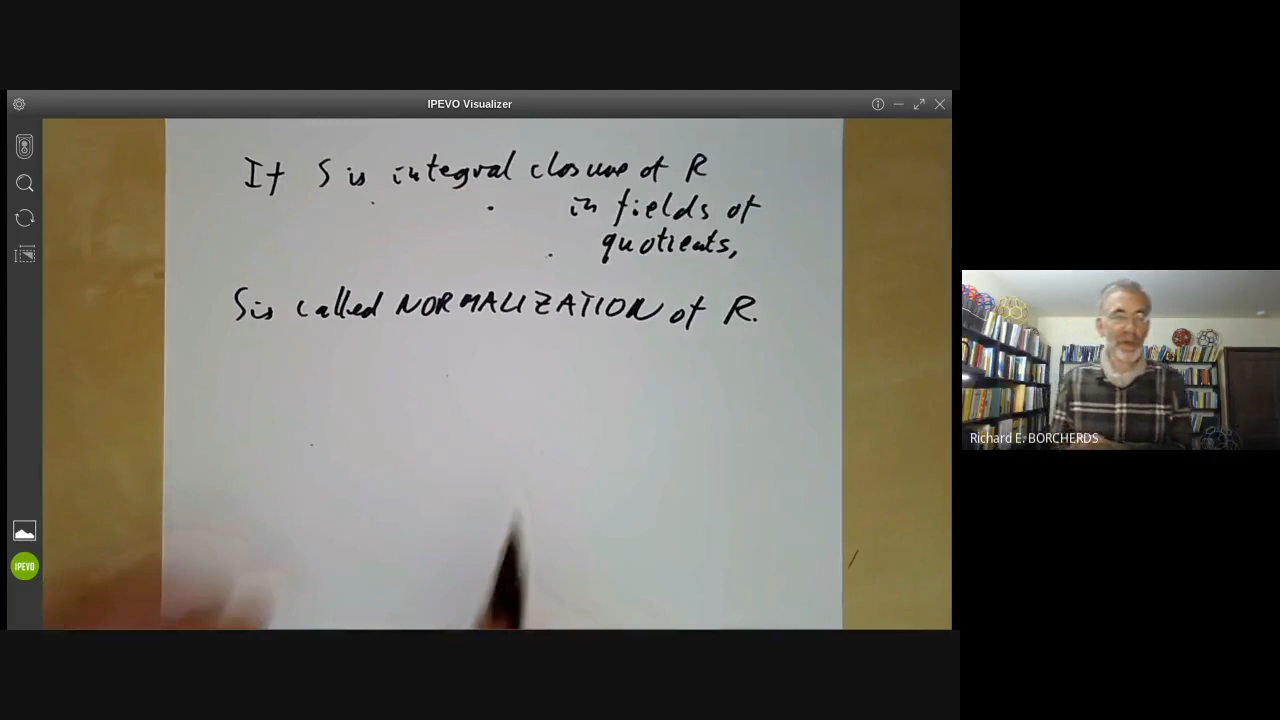 IPEVO Visualizer
If S is integral closure of R
in fields of
quotients,
S is called NORMALIZATION of R.
Richard E. BORCHERDS
IPEVO